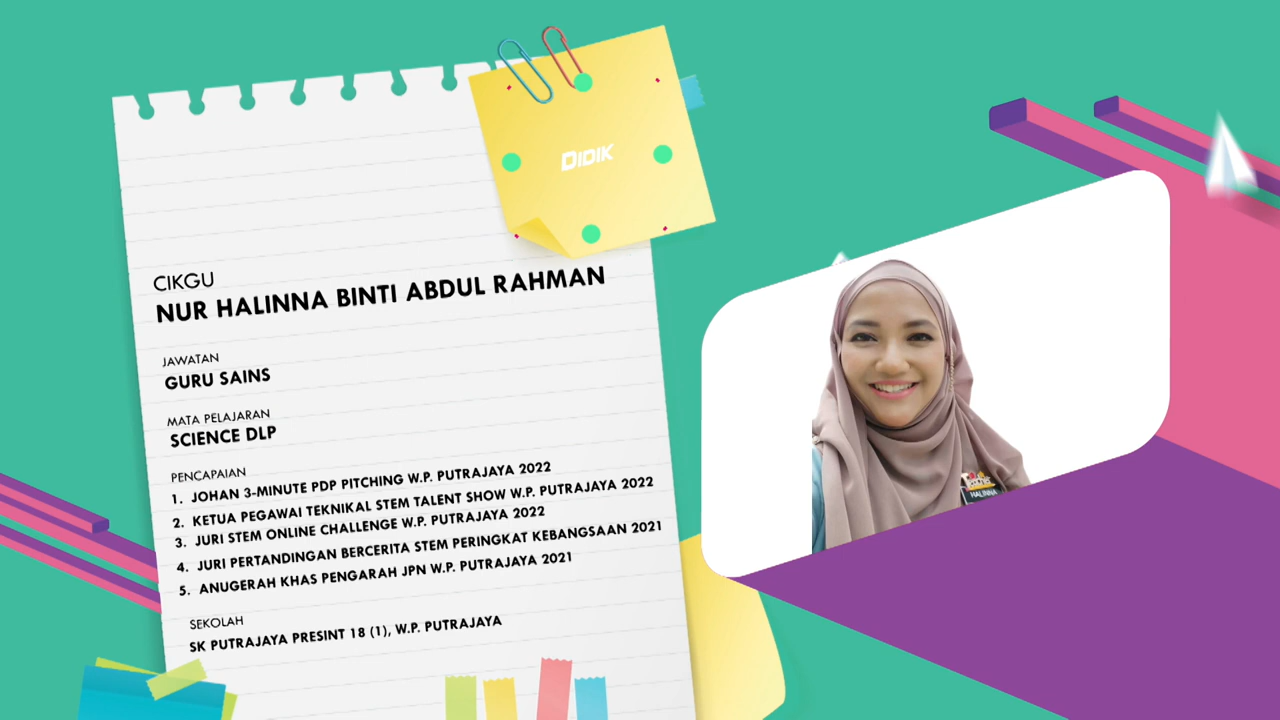 DIDIK
CIKGU
NUR HALINNA BINTI ABDUL RAHMAN
JAWATAN
GURU SAINS
MATA PELAJARAN
SCIENCE DLP
PENCAPAIAN
1. JOHAN 3-MINUTE PDP PITCHING W.P. PUTRAJAYA 2022
2. KETUA PEGAWAI TEKNIKAL STEM TALENT SHOW W.P. PUTRAJAYA 2022
3. JURI STEM ONLINE CHALLENGE W.P. PUTRAJAYA 2022
4. JURI PERTANDINGAN BERCERITA STEM PERINGKAT KEBANGSAAN 2021
5. ANUGERAH KHAS PENGARAH JPN W.P. PUTRAJAYA 2021
SEKOLAH
SK PUTRAJAYA PRESINT 18 (1), W.P. PUTRAJAYA
HALINNA